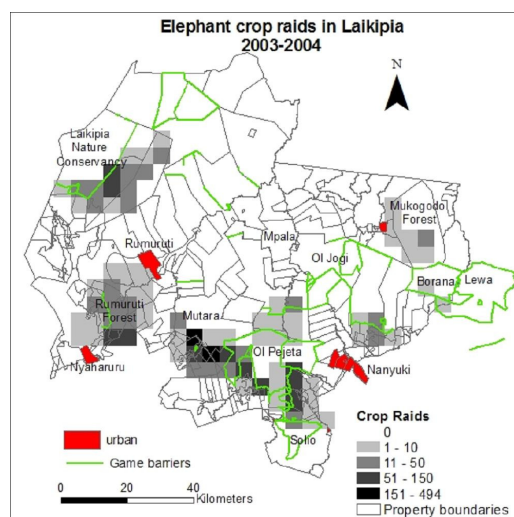 Elephant crop raids in Laikipia
2003-2004
N
Laikipia
Nature
Conservancy
Mukogodo
Forest
Rumuruti
Mpala
Ol Jogi
Borana
Lewa
Rumuruti
Forest
Mutara
Ol Pejeta
Nyahururu
Nanyuki
Solio
urban
Game barriers
0 20 40
Kilometers
Crop Raids
0
1 - 10
11 - 50
51 - 150
151 - 494
Property boundaries